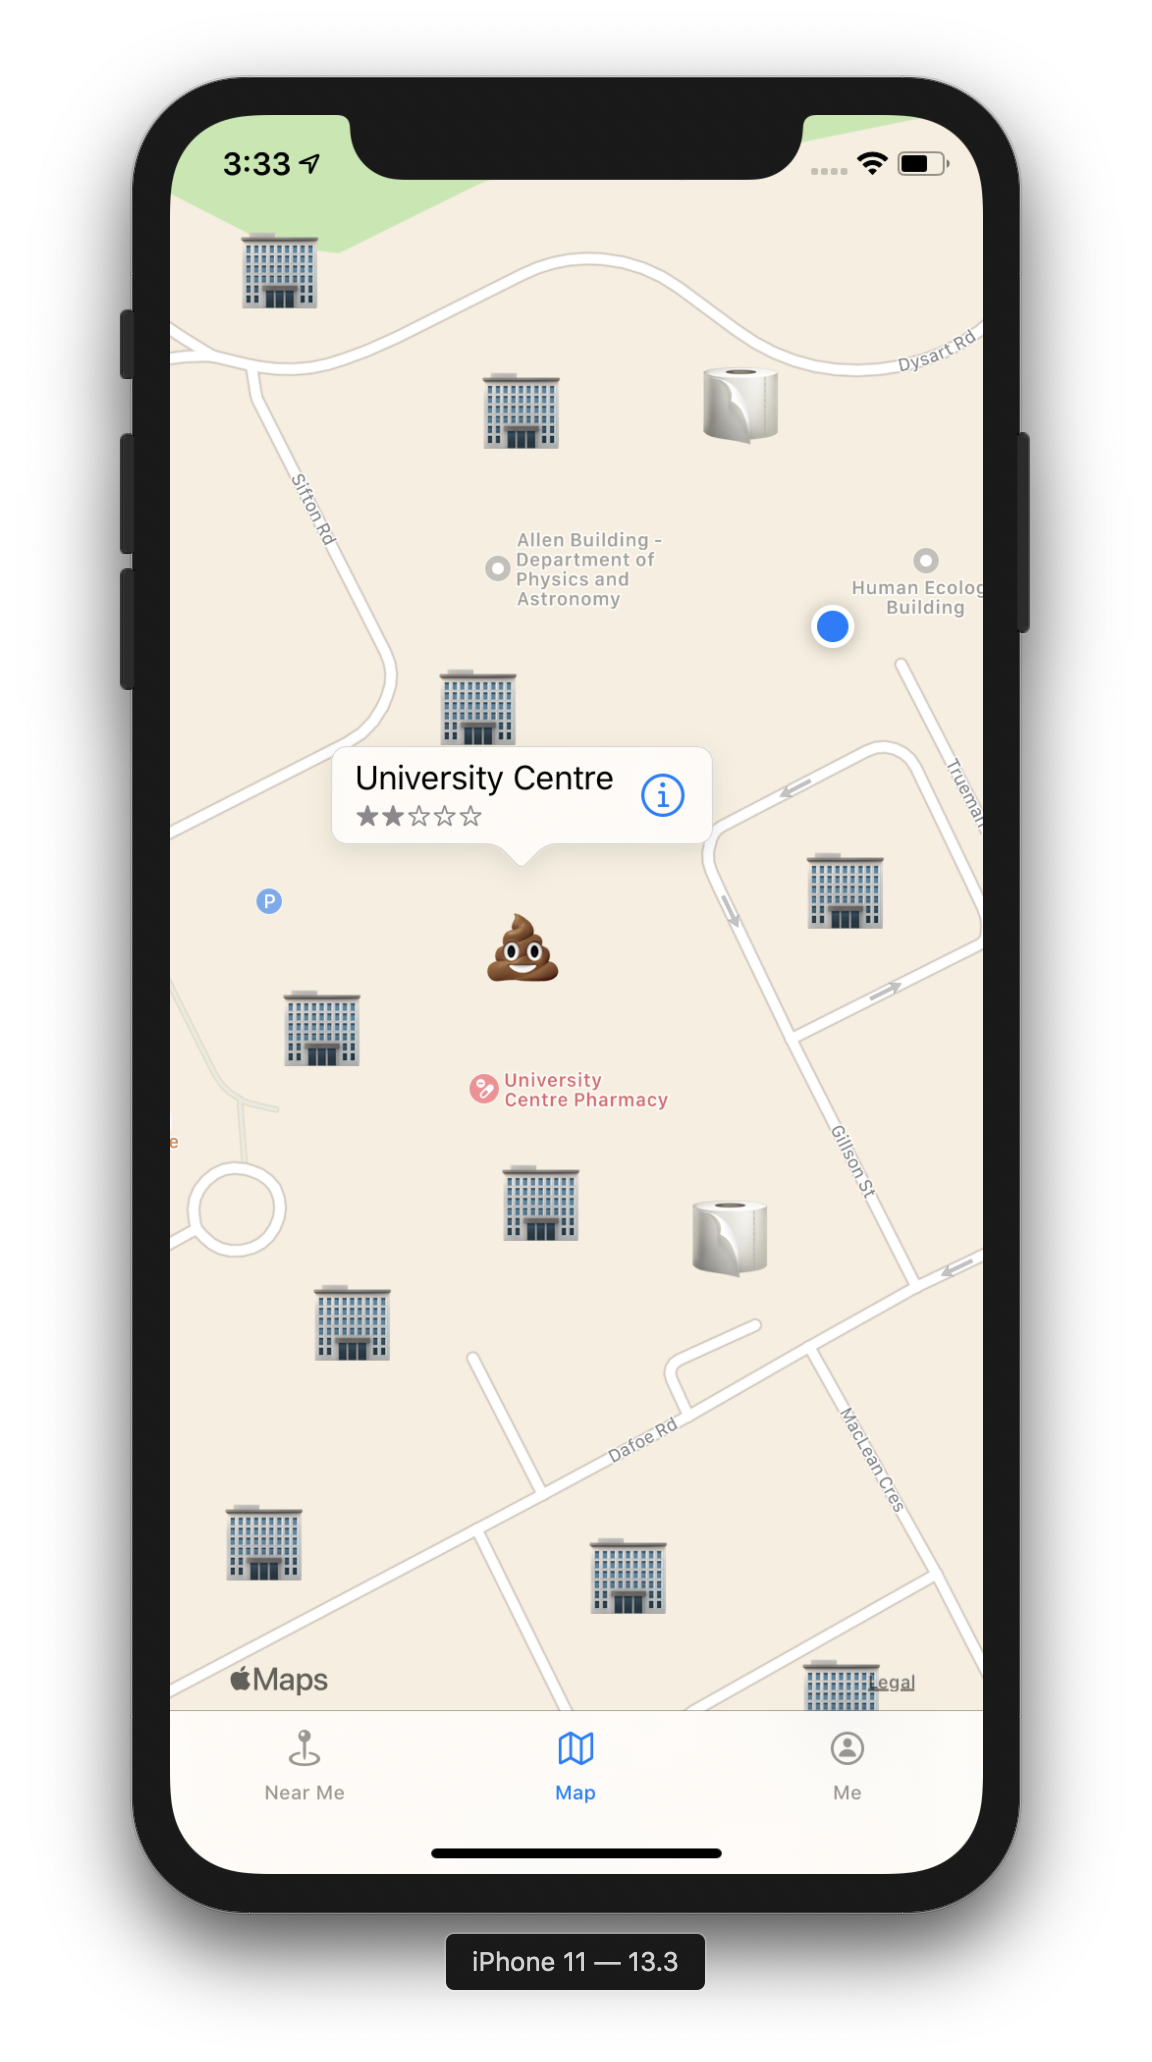 3:33
Dysart Rd
Sifton Rd
Allen Building -
Department of
Physics and
Astronomy
Human Ecolog
Building
University Centre
★★☆☆☆
Trueman
P
University
Centre Pharmacy
e
Gillson St
Dafoe Rd
MacLean Cres
Maps
Legal
Near Me
Map
Me
iPhone 11 — 13.3